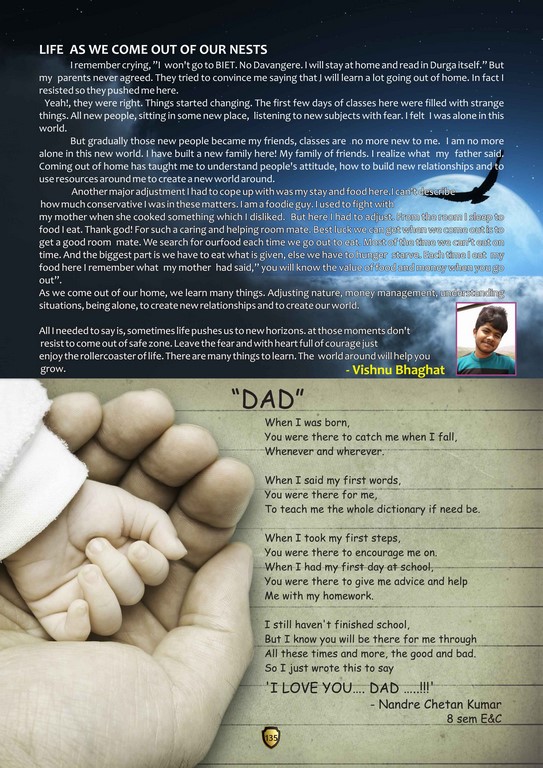 LIFE AS WE COME OUT OF OUR NESTS
I remember crying, "I won't go to BIET. No Davangere. I will stay at home and read in Durga itself." But
my parents never agreed. They tried to convince me saying that J will learn a lot going out of home. In fact I
resisted so they pushed me here.
Yeah!, they were right. Things started changing. The first few days of classes here were filled with strange
things. All new people, sitting in some new place, listening to new subjects with fear. I felt I was alone in this
world.
But gradually those new people became my friends, classes are no more new to me. I am no more
alone in this new world. I have built a new family here! My family of friends. I realize what my father said.
Coming out of home has taught me to understand people's attitude, how to build new relationships and to
use resources around me to create a new world around.
Another major adjustment I had to cope up with was my stay and food here. I can't describe
how much conservative I was in these matters. I am a foodie guy. I used to fight with
my mother when she cooked something which I disliked. But here I had to adjust. From the room I sleep to
food I eat. Thank god! For such a caring and helping room mate. Best luck we can get when we come out is to
get a good room mate. We search for ourfood each time we go out to eat. Most of the time we can't eat on
time. And the biggest part is we have to eat what is given, else we have to hunger starve. Each time I eat my
food here I remember what my mother had said," you will know the value of food and money when you go
out".
As we come out of our home, we learn many things. Adjusting nature, money management, understanding
situations, being alone, to create new relationships and to create our world.
All I needed to say is, sometimes life pushes us to new horizons. at those moments don't
resist to come out of safe zone. Leave the fear and with heart full of courage just
enjoy the rollercoaster of life. There are many things to learn. The world around will help you
grow.
- Vishnu Bhaghat
"DAD"
When I was born,
You were there to catch me when I fall,
Whenever and wherever.
When I said my first words,
You were there for me,
To teach me the whole dictionary if need be.
When I took my first steps,
You were there to encourage me on.
When I had my first day at school,
You were there to give me advice and help
Me with my homework.
I still haven't finished school,
But I know you will be there for me through
All these times and more, the good and bad.
So I just wrote this to say
'I LOVE YOU.... DAD .....!!!'
- Nandre Chetan Kumar
8 sem E&C
135